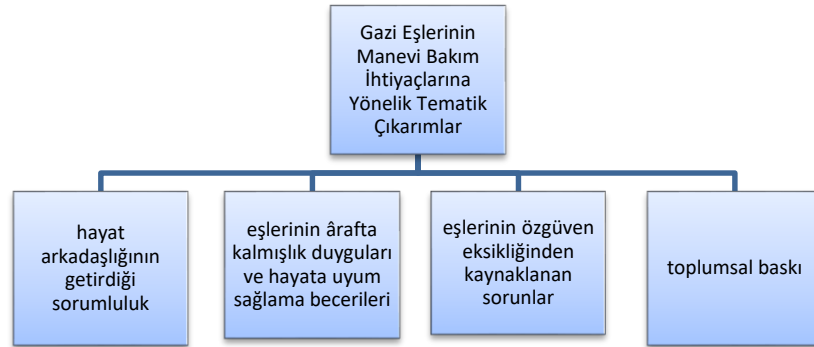 Gazi Eşlerinin
Manevi Bakım
İhtiyaçlarına
Yönelik Tematik
Çıkarımlar
hayat
arkadaşlığının
getirdiği
sorumluluk
eşlerinin ârafta
kalmışlık duyguları
ve hayata uyum
sağlama becerileri
eşlerinin özgüven
eksikliğinden
kaynaklanan
sorunlar
toplumsal baskı